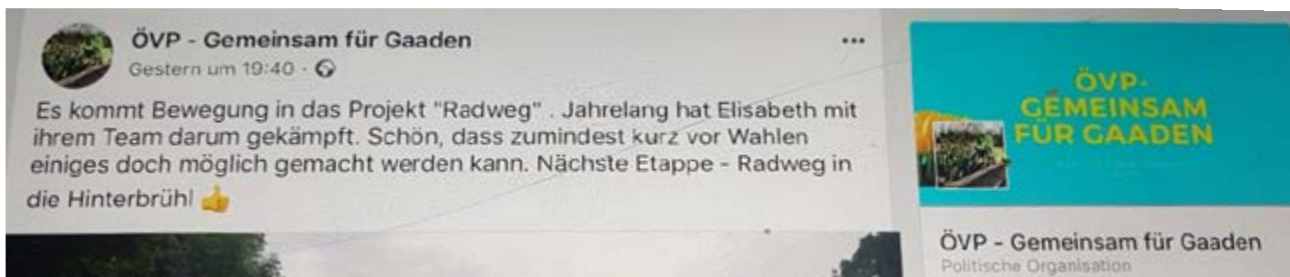 ÖVP - Gemeinsam für Gaaden
Gestern um 19:40 ·
Es kommt Bewegung in das Projekt "Radweg" . Jahrelang hat Elisabeth mit
ihrem Team darum gekämpft. Schön, dass zumindest kurz vor Wahlen
einiges doch möglich gemacht werden kann. Nächste Etappe - Radweg in
die Hinterbrühl 👍
ÖVP-
GEMEINSAM
FÜR GAADEN
ÖVP - Gemeinsam für Gaaden
Politische Organisation